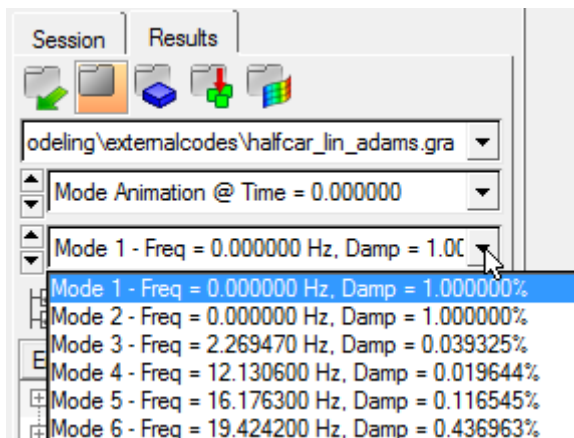 Session Results
odeling\externalcodes\halfcar_lin_adams.gra
Mode Animation @ Time = 0.000000
Mode 1 - Freq = 0.000000 Hz, Damp = 1.00
Mode 1 - Freq = 0.000000 Hz, Damp = 1.000000%
Mode 2 - Freq = 0.000000 Hz, Damp = 1.000000%
Mode 3 - Freq = 2.269470 Hz, Damp = 0.039325%
Mode 4 - Freq = 12.130600 Hz, Damp = 0.019644%
Mode 5 - Freq = 16.176300 Hz, Damp = 0.116545%
Mode 6 - Freq = 19.424200 Hz, Damp = 0.436963%